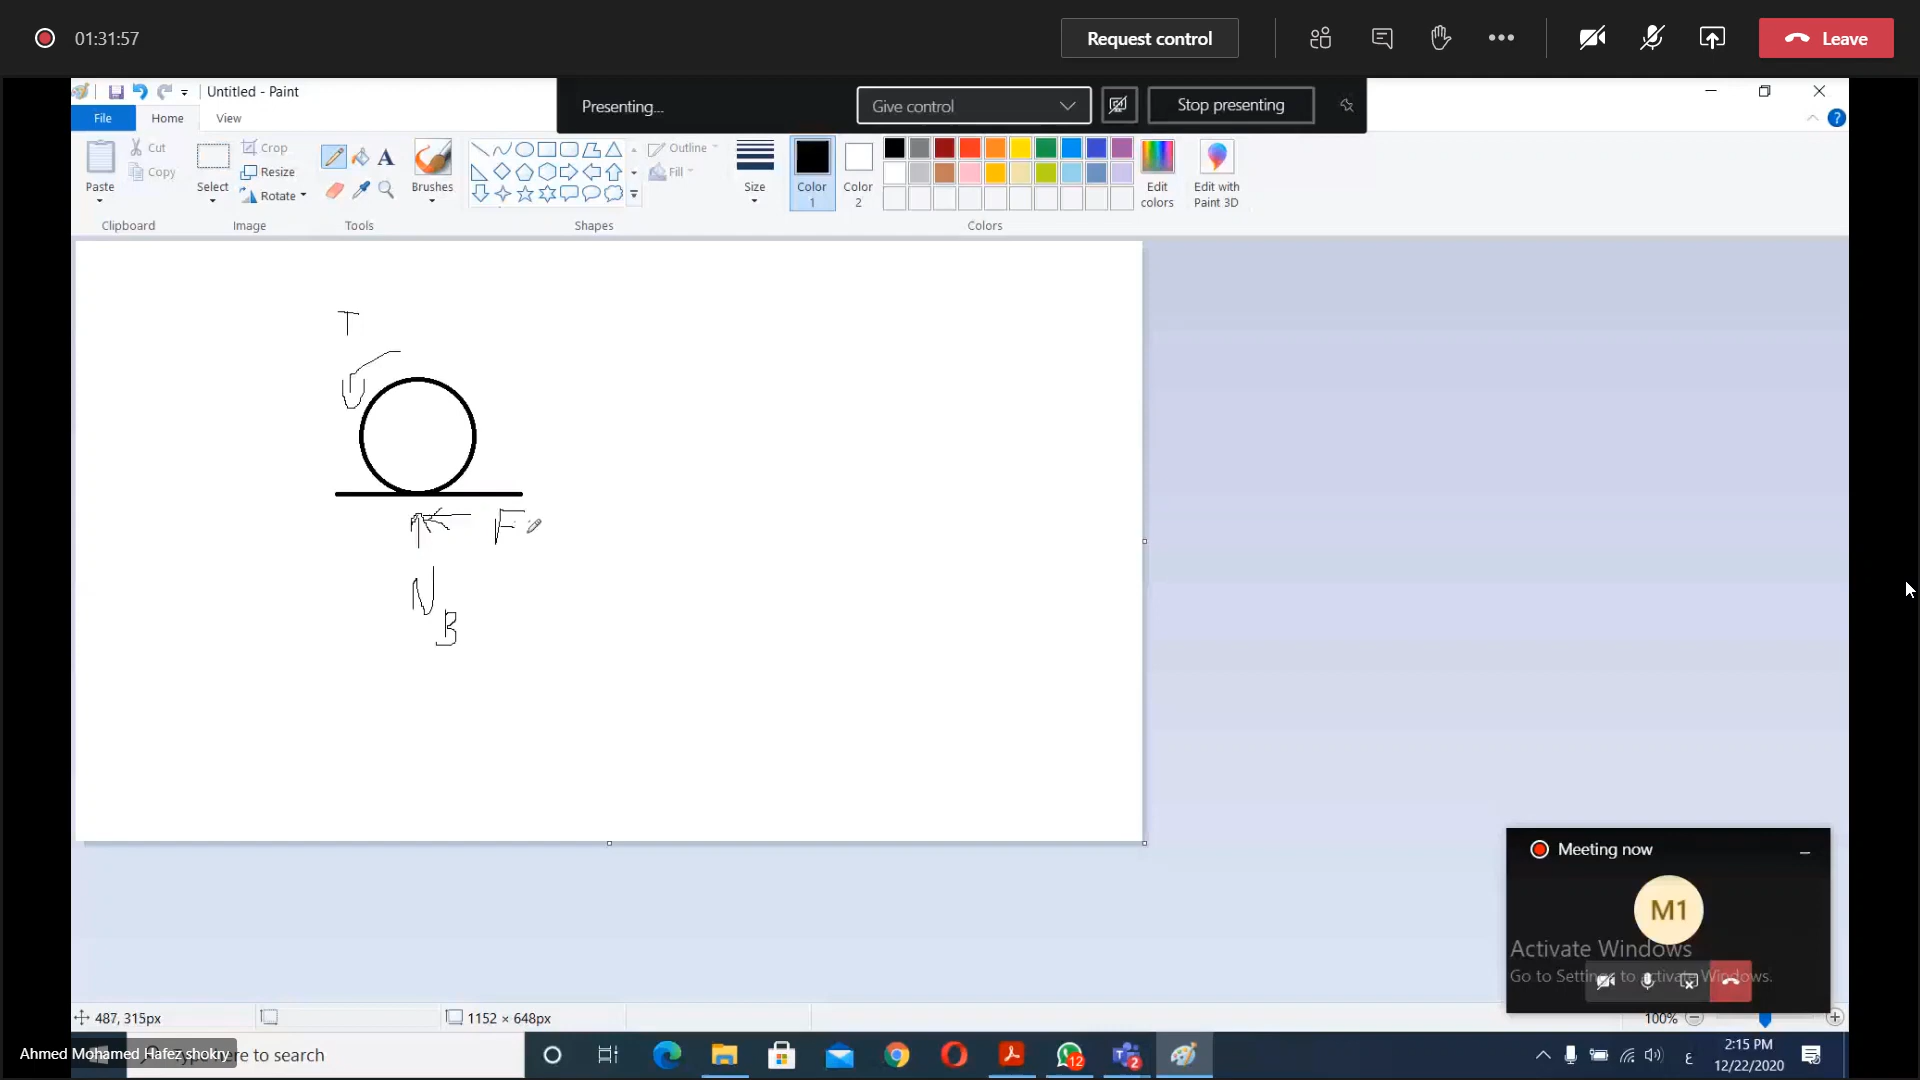 01:31:57
Request control
Leave
Untitled - Paint
Presenting...
Give control
Stop presenting
File
Home
View
Paste
Cut
Copy
Clipboard
Select
Crop
Resize
Rotate
Image
Tools
Brushes
Shapes
Outline
Fill
Size
Color 1
Color 2
Colors
Edit colors
Edit with Paint 3D
T
F
N
B
Meeting now
M1
Activate Windows
Go to Settings to activate Windows.
487, 315px
1152 × 648px
100%
Ahmed Mohamed Hafez shokry
here to search
12
2
ع
2:15 PM
12/22/2020